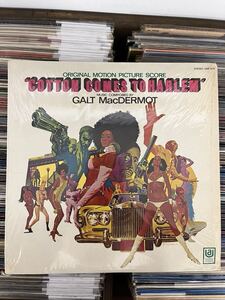 ORIGINAL MOTION PICTURE SCORE
"COTTON COMES TO HARLEM"
MUSIC COMPOSED BY
GALT MacDERMOT